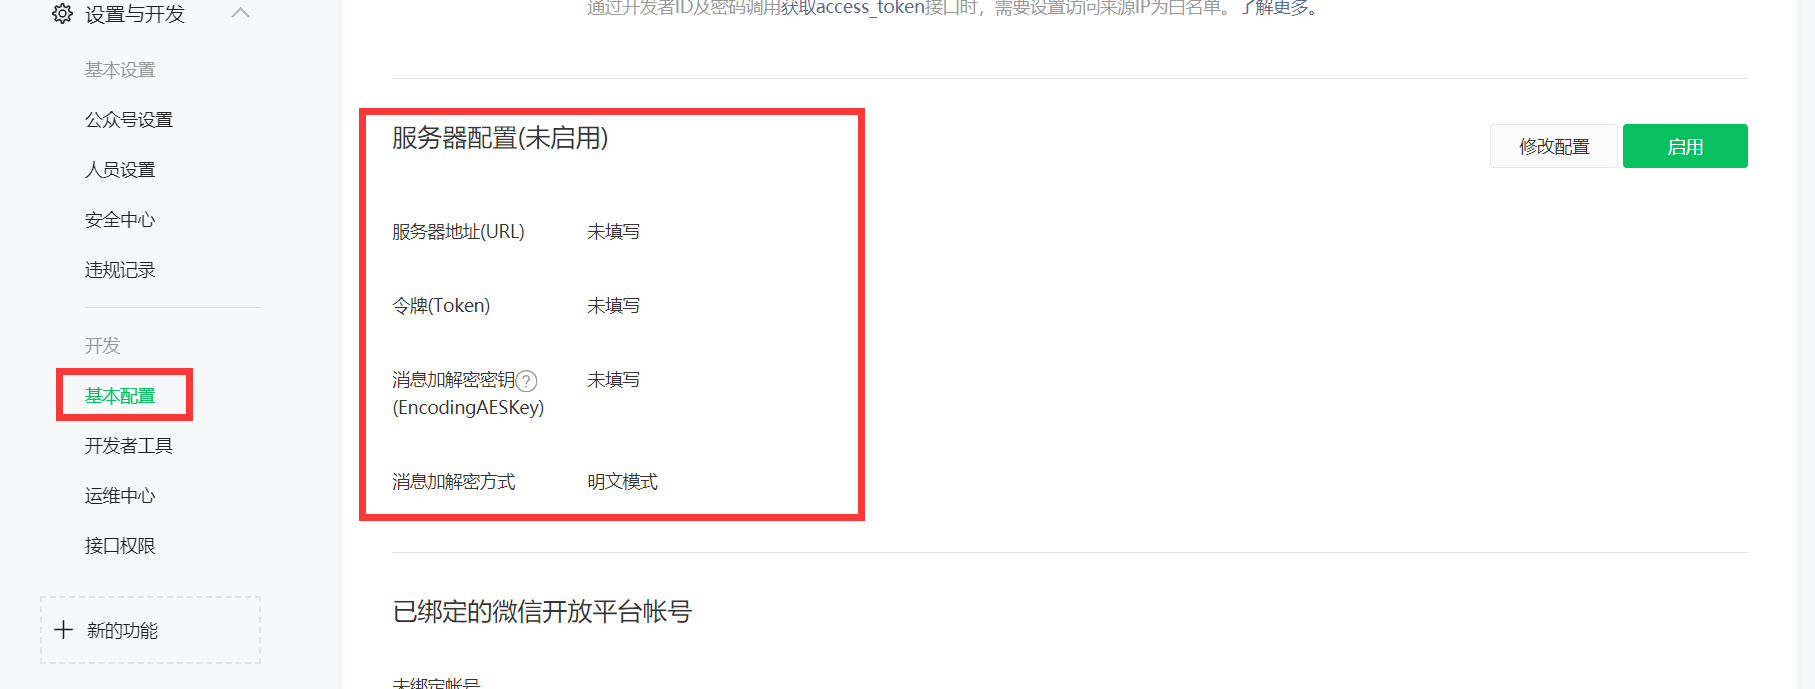 设置与开发
基本设置
公众号设置
人员设置
安全中心
违规记录
开发
基本配置
开发者工具
运维中心
接口权限
新的功能
通过开发者ID及密码调用获取access_token接口时，需要设置访问来源IP为白名单。了解更多。
服务器配置(未启用)
修改配置
启用
服务器地址(URL) 未填写
令牌(Token) 未填写
消息加解密密钥? 未填写
(EncodingAESKey)
消息加解密方式 明文模式
已绑定的微信开放平台帐号
未绑定帐号